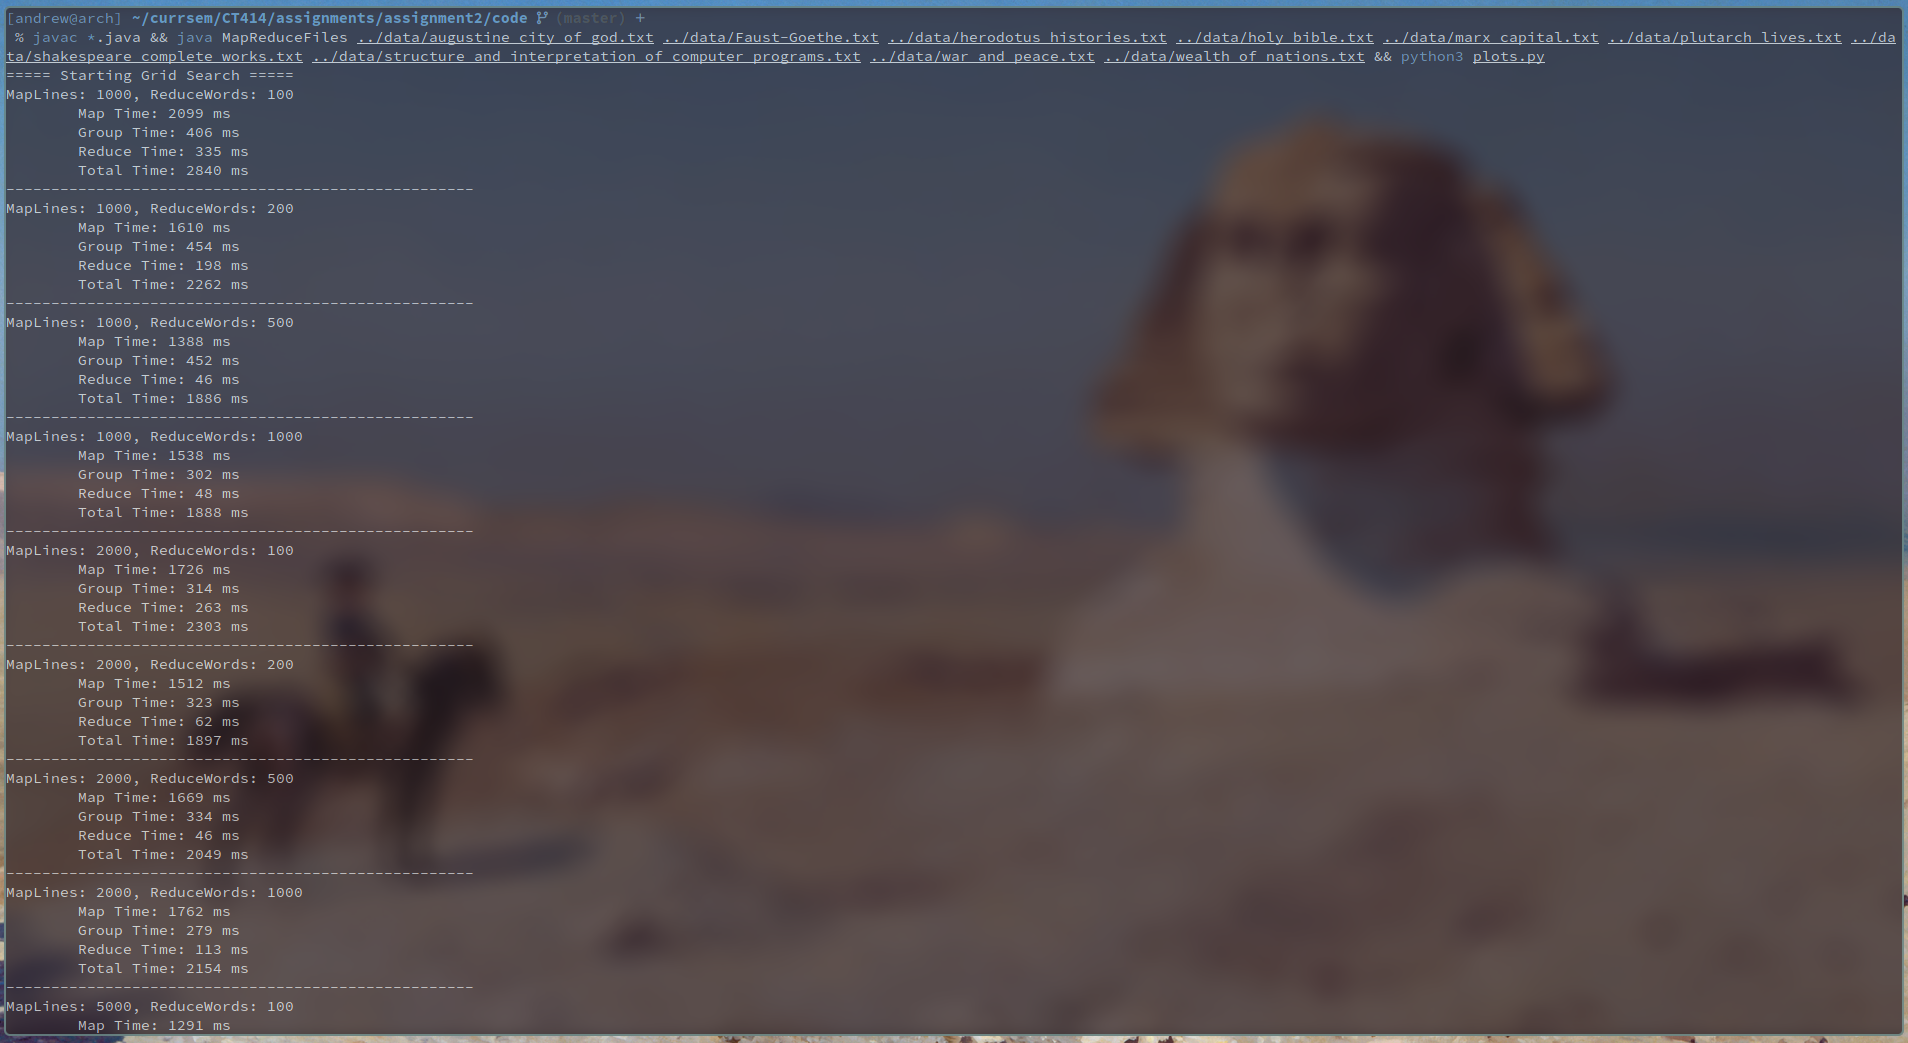 [andrew@arch] ~/currsem/CT414/assignments/assignment2/code (master) +
% javac *.java && java MapReduceFiles ../data/augustine_city_of_god.txt ../data/Faust-Goethe.txt ../data/herodotus_histories.txt ../data/holy_bible.txt ../data/marx_capital.txt ../data/plutarch_lives.txt ../da
ta/shakespeare_complete_works.txt ../data/structure_and_interpretation_of_computer_programs.txt ../data/war_and_peace.txt ../data/wealth_of_nations.txt && python3 plots.py
===== Starting Grid Search =====
MapLines: 1000, ReduceWords: 100
Map Time: 2099 ms
Group Time: 406 ms
Reduce Time: 335 ms
Total Time: 2840 ms
----------------------------------------------------
MapLines: 1000, ReduceWords: 200
Map Time: 1610 ms
Group Time: 454 ms
Reduce Time: 198 ms
Total Time: 2262 ms
----------------------------------------------------
MapLines: 1000, ReduceWords: 500
Map Time: 1388 ms
Group Time: 452 ms
Reduce Time: 46 ms
Total Time: 1886 ms
----------------------------------------------------
MapLines: 1000, ReduceWords: 1000
Map Time: 1538 ms
Group Time: 302 ms
Reduce Time: 48 ms
Total Time: 1888 ms
----------------------------------------------------
MapLines: 2000, ReduceWords: 100
Map Time: 1726 ms
Group Time: 314 ms
Reduce Time: 263 ms
Total Time: 2303 ms
----------------------------------------------------
MapLines: 2000, ReduceWords: 200
Map Time: 1512 ms
Group Time: 323 ms
Reduce Time: 62 ms
Total Time: 1897 ms
----------------------------------------------------
MapLines: 2000, ReduceWords: 500
Map Time: 1669 ms
Group Time: 334 ms
Reduce Time: 46 ms
Total Time: 2049 ms
----------------------------------------------------
MapLines: 2000, ReduceWords: 1000
Map Time: 1762 ms
Group Time: 279 ms
Reduce Time: 113 ms
Total Time: 2154 ms
----------------------------------------------------
MapLines: 5000, ReduceWords: 100
Map Time: 1291 ms